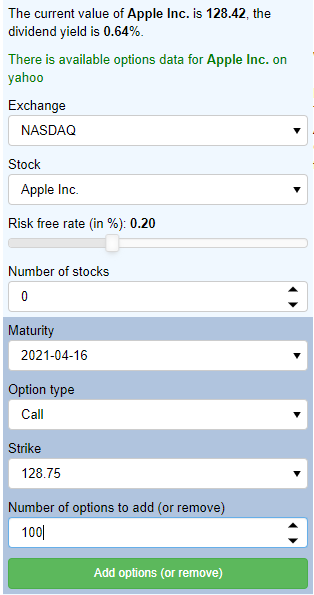 The current value of Apple Inc. is 128.42, the
dividend yield is 0.64%.
There is available options data for Apple Inc. on
yahoo
Exchange
NASDAQ
Stock
Apple Inc.
Risk free rate (in %): 0.20
Number of stocks
0
Maturity
2021-04-16
Option type
Call
Strike
128.75
Number of options to add (or remove)
100
Add options (or remove)